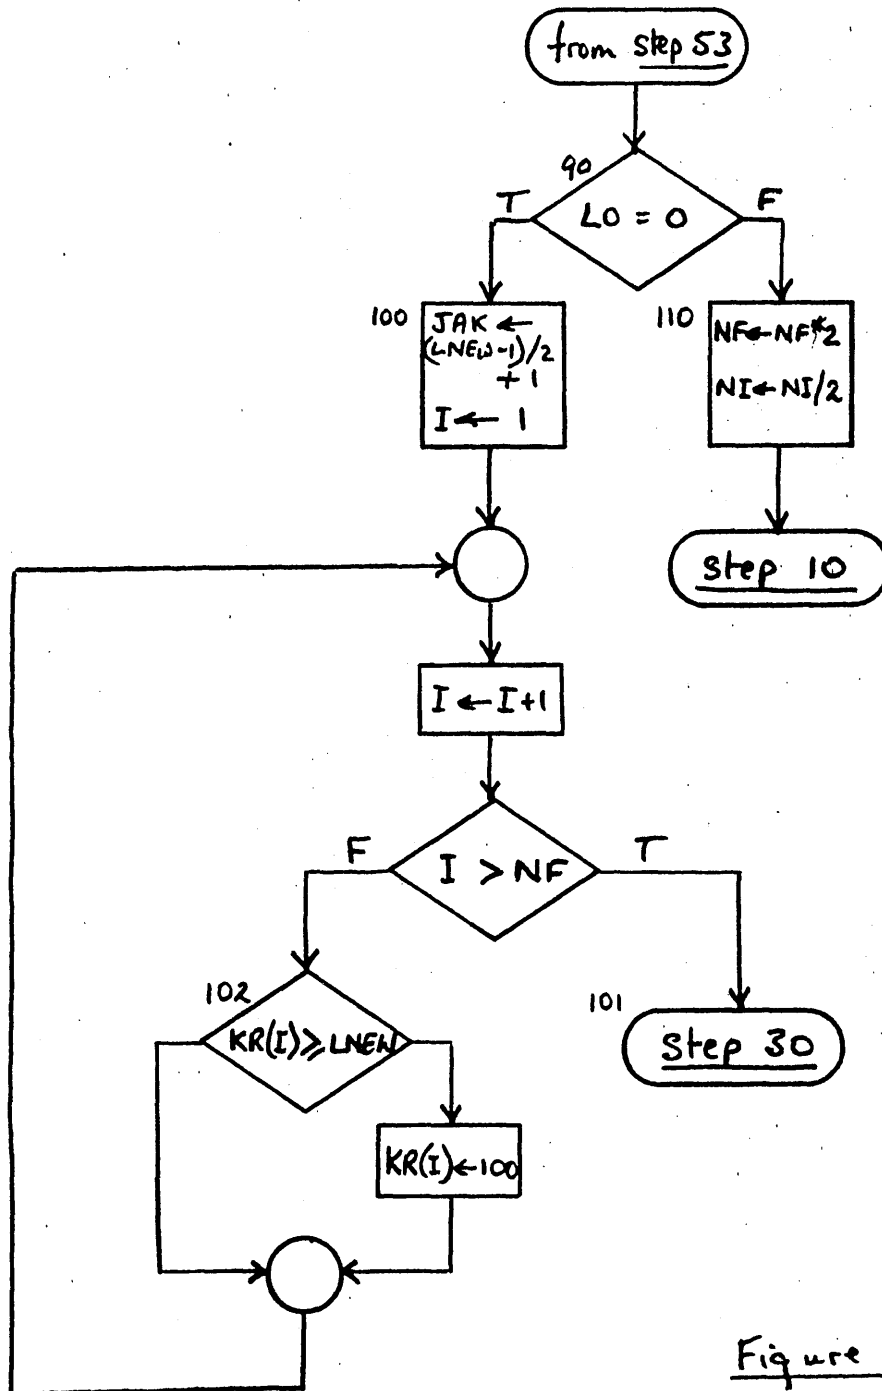 from step 53
90
T
F
LO = 0
100
JAK ←
(LNEW-1)/2
+ 1
I ← 1
110
NF←NF*2
NI←NI/2
step 10
I ← I+1
F
T
I > NF
102
KR(I)⩾LNEW
101
Step 30
KR(I)←100
Figure